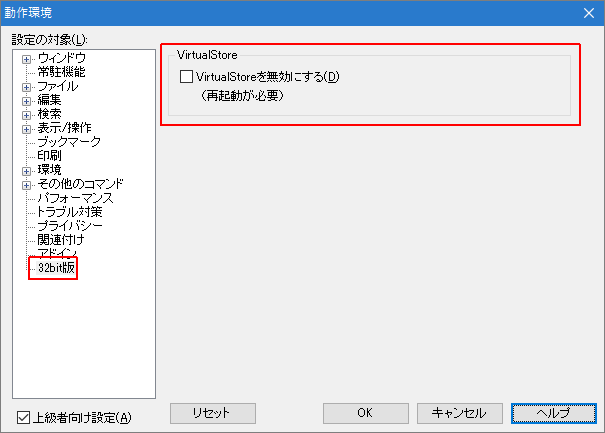 動作環境
設定の対象(L):
ウィンドウ
常駐機能
ファイル
編集
検索
表示/操作
ブックマーク
印刷
環境
その他のコマンド
パフォーマンス
トラブル対策
プライバシー
関連付け
アドイン
32bit版
VirtualStore
VirtualStoreを無効にする(D)
（再起動が必要）
上級者向け設定(A)
リセット
OK
キャンセル
ヘルプ